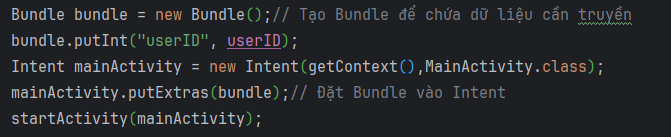 Bundle bundle = new Bundle();// Tạo Bundle để chứa dữ liệu cần truyền
bundle.putInt("userID", userID);
Intent mainActivity = new Intent(getContext(),MainActivity.class);
mainActivity.putExtras(bundle);// Đặt Bundle vào Intent
startActivity(mainActivity);